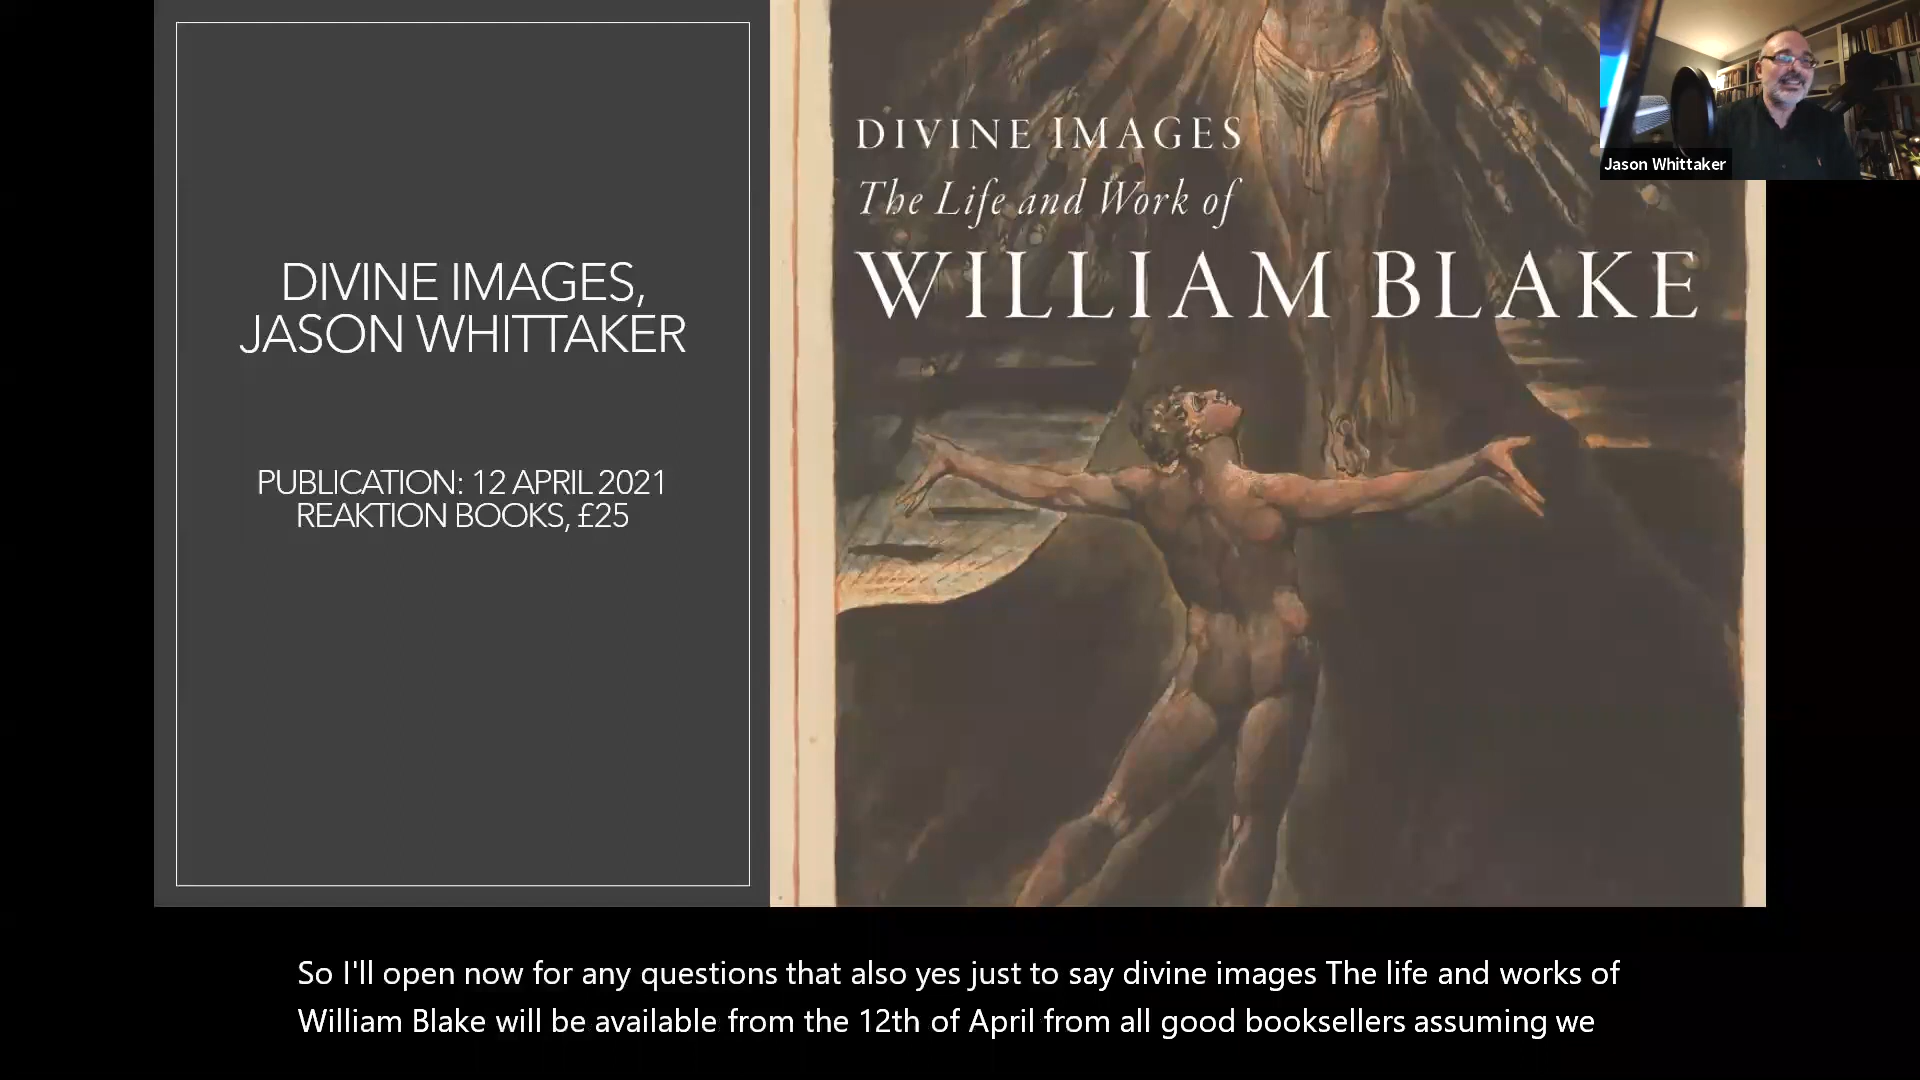 DIVINE IMAGES,
JASON WHITTAKER
PUBLICATION: 12 APRIL 2021
REAKTION BOOKS, £25
DIVINE IMAGES
The Life and Work of
WILLIAM BLAKE
Jason Whittaker
So I'll open now for any questions that also yes just to say divine images The life and works of
William Blake will be available from the 12th of April from all good booksellers assuming we